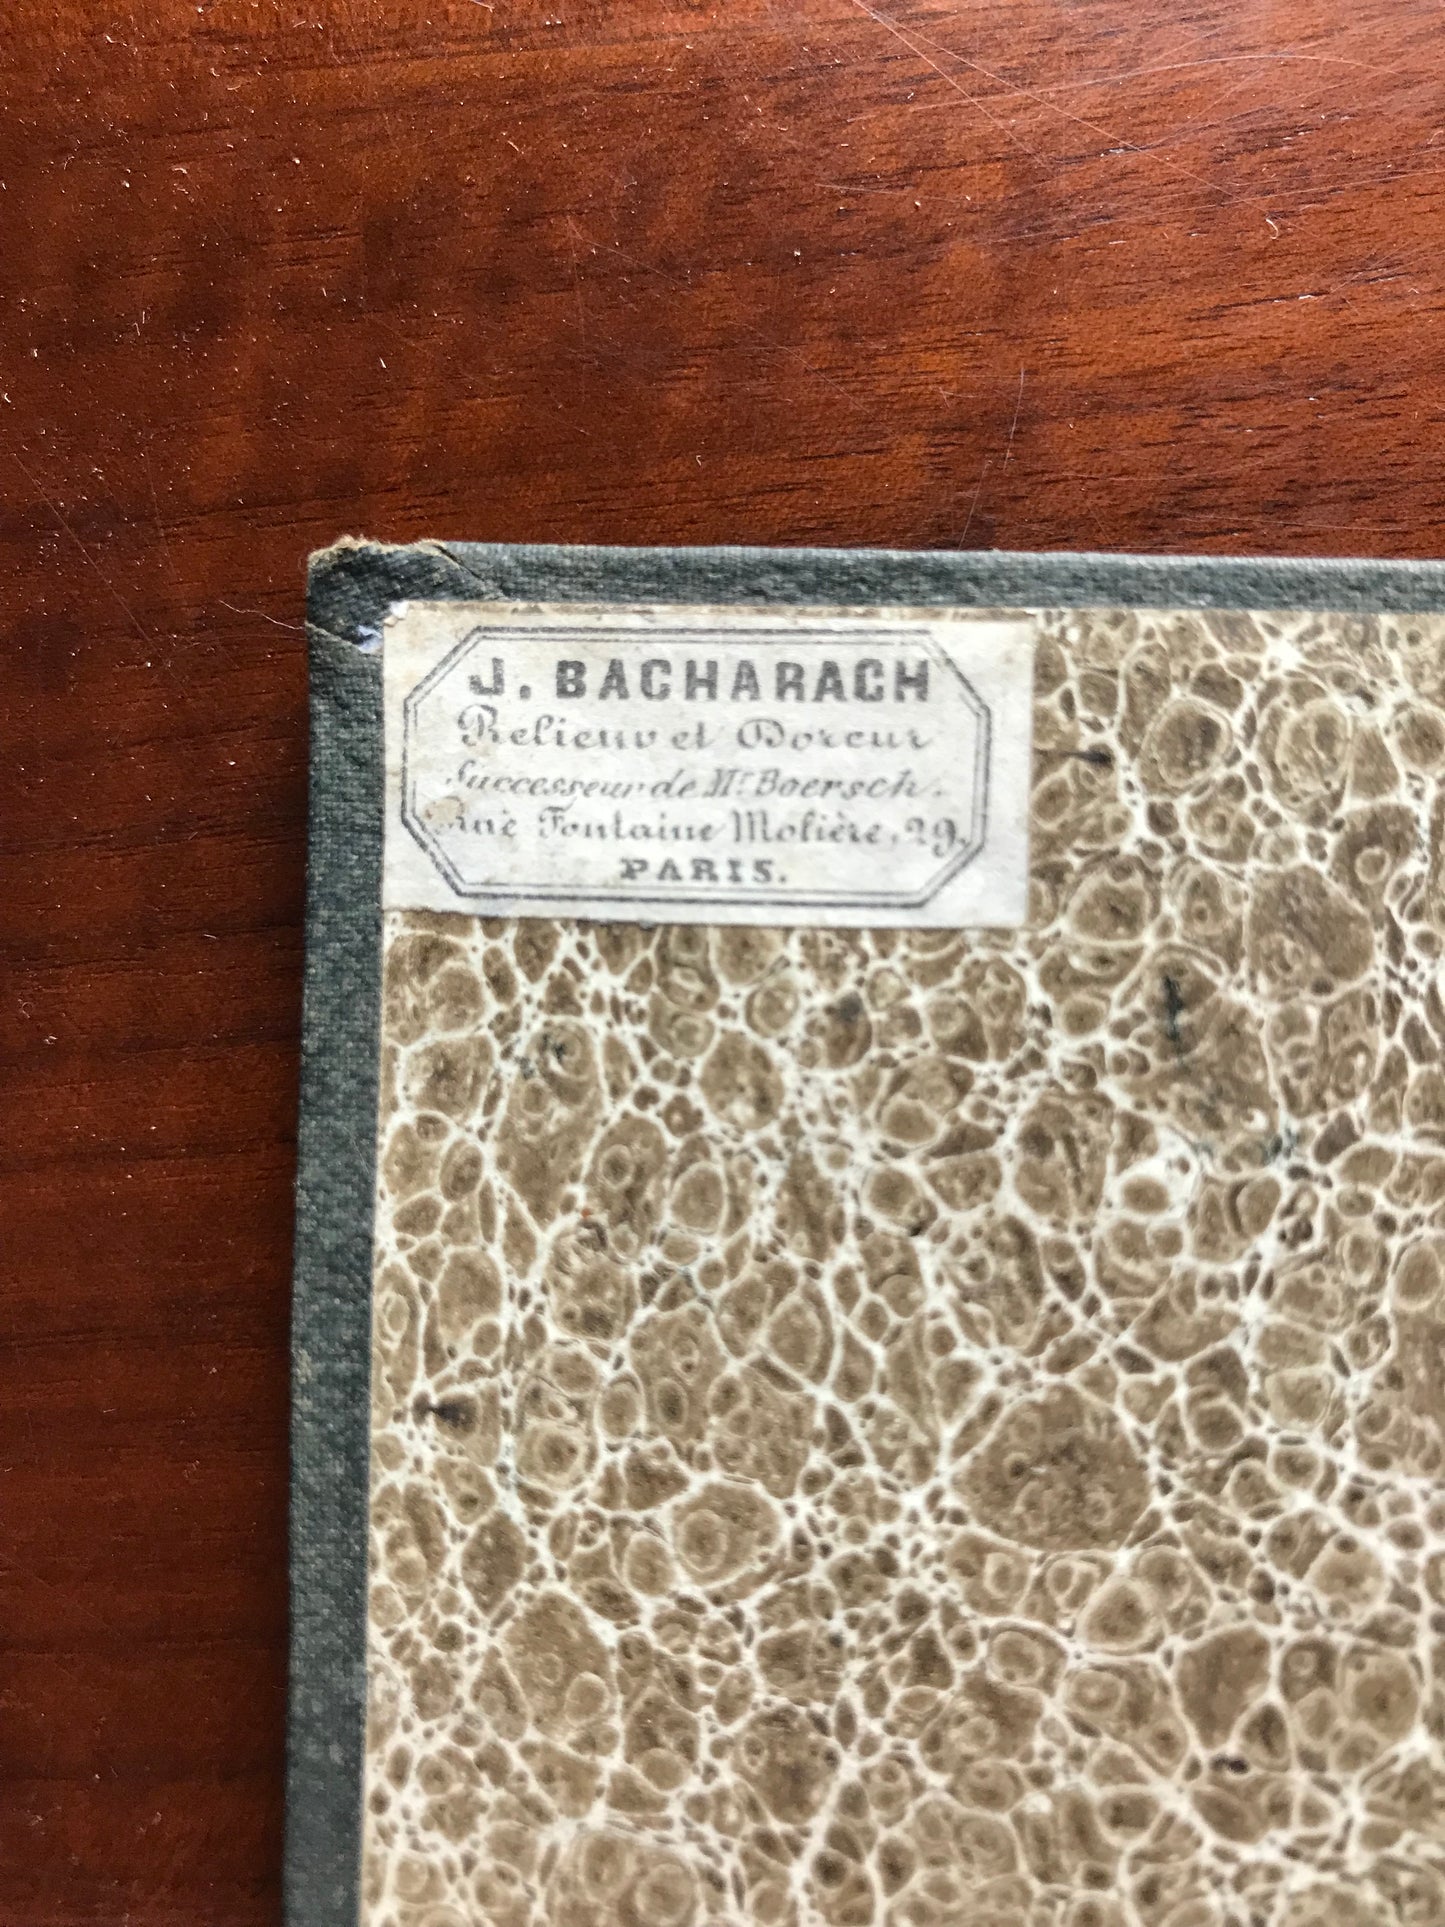 J. BACHARACH
Relieur et Doreur
Successeur de Mr. Boersch.
Rue Fontaine Molière, 29,
PARIS.